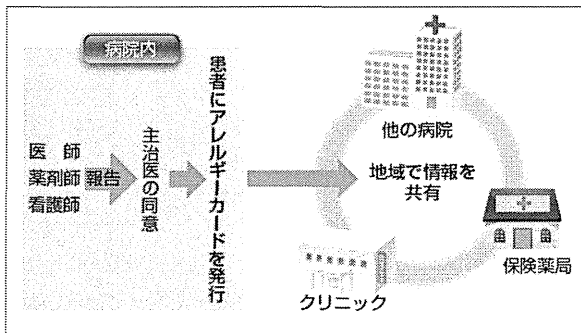 病院内
医師
薬剤師
看護師
報告
主治医の同意
患者にアレルギーカードを発行
他の病院
地域で情報を
共有
保険薬局
クリニック